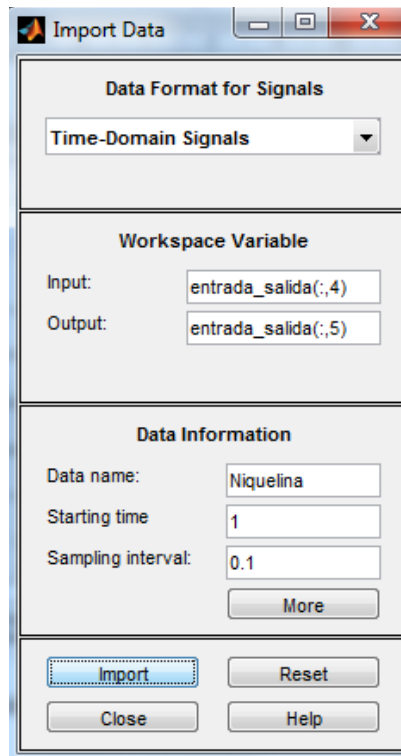 Import Data
Data Format for Signals
Time-Domain Signals
Workspace Variable
Input: entrada_salida(:,4)
Output: entrada_salida(:,5)
Data Information
Data name: Niquelina
Starting time 1
Sampling interval: 0.1
More
Import Reset
Close Help